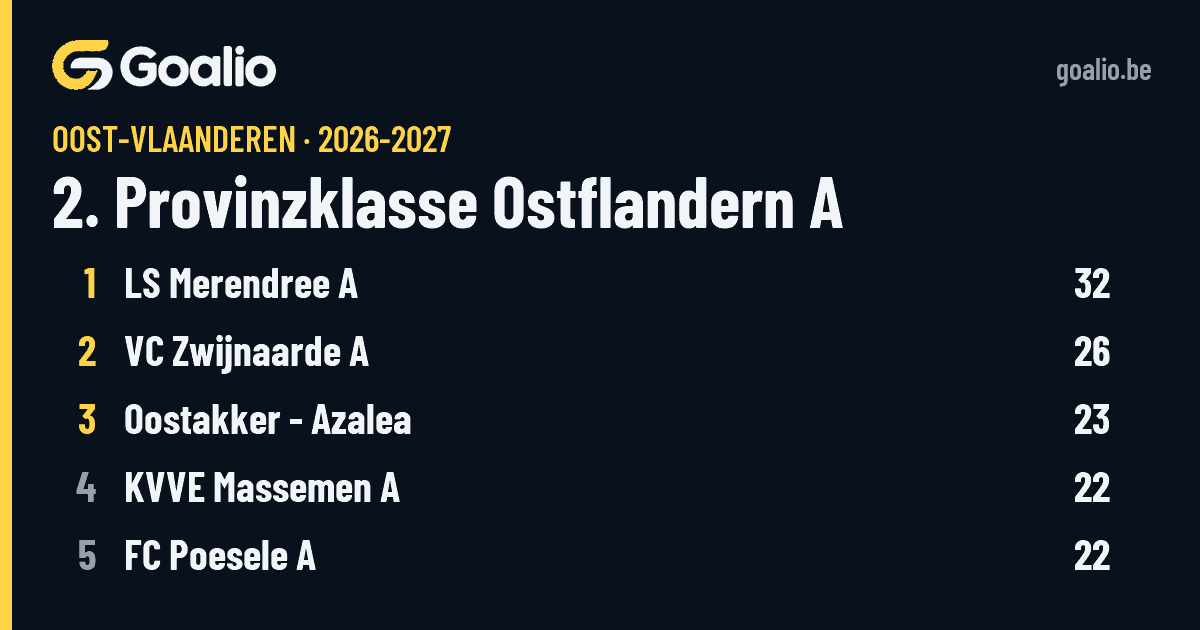 Goalio
goalio.be
OOST-VLAANDEREN · 2026-2027
2. Provinzklasse Ostflandern A
1 LS Merendree A 32
2 VC Zwijnaarde A 26
3 Oostakker - Azalea 23
4 KVVE Massemen A 22
5 FC Poesele A 22